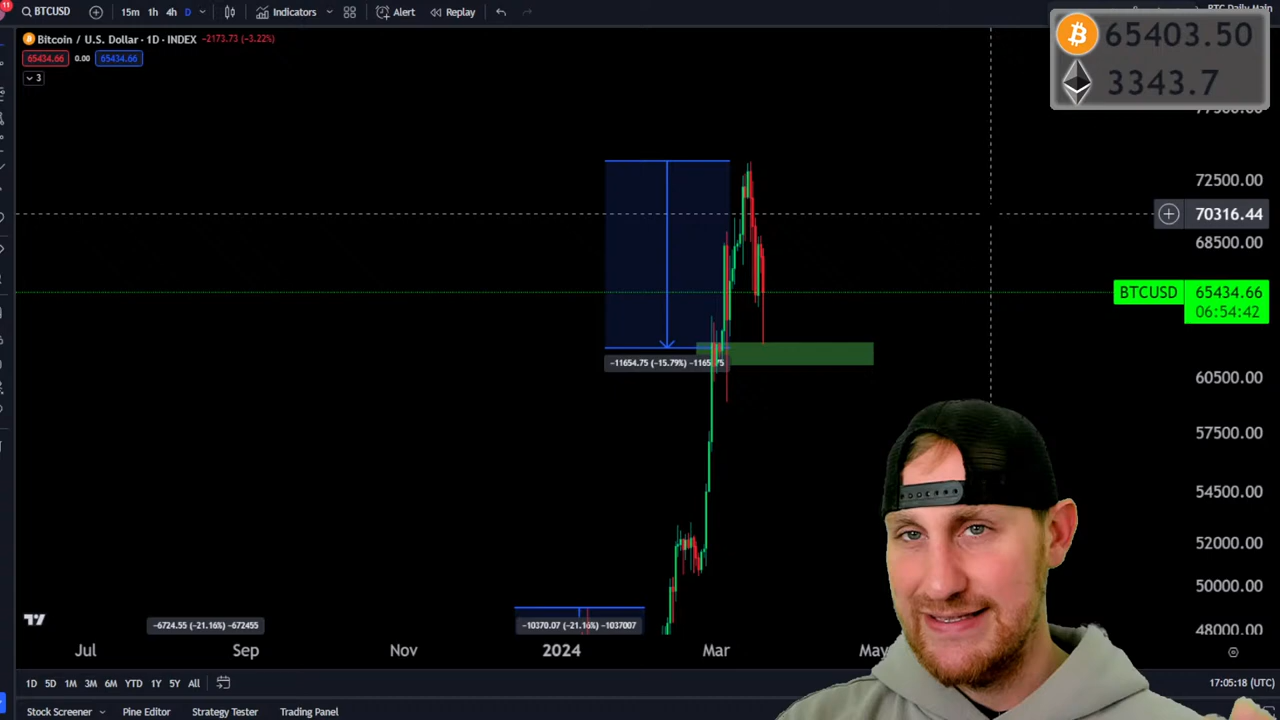 11
BTCUSD
15m 1h 4h D
Indicators
Alert
Replay
BTC Daily Main
Bitcoin / U.S. Dollar · 1D · INDEX -2173.73 (-3.22%)
65434.66 0.00 65434.66
3
65403.50
3343.7
77500.00
72500.00
70316.44
68500.00
BTCUSD 65434.66
06:54:42
−11654.75 (−15.79%) −1165
75
60500.00
57500.00
54500.00
52000.00
50000.00
48000.00
−6724.55 (−21.16%) −672455
−10370.07 (−21.16%) −1037007
Jul Sep Nov 2024 Mar May
1D 5D 1M 3M 6M YTD 1Y 5Y All
17:05:18 (UTC)
Stock Screener Pine Editor Strategy Tester Trading Panel